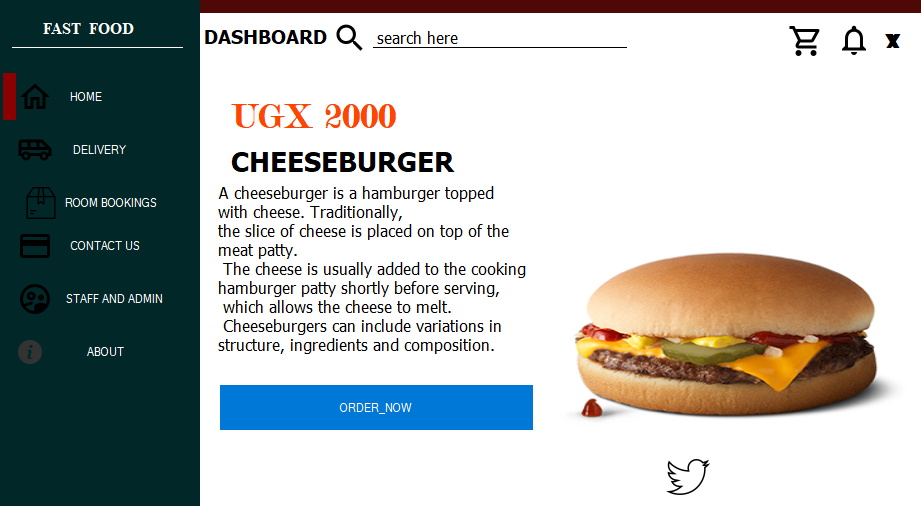 FAST FOOD
DASHBOARD
search here
X
HOME
DELIVERY
ROOM BOOKINGS
CONTACT US
STAFF AND ADMIN
ABOUT
UGX 2000
CHEESEBURGER
A cheeseburger is a hamburger topped
with cheese. Traditionally,
the slice of cheese is placed on top of the
meat patty.
The cheese is usually added to the cooking
hamburger patty shortly before serving,
which allows the cheese to melt.
Cheeseburgers can include variations in
structure, ingredients and composition.
ORDER_NOW